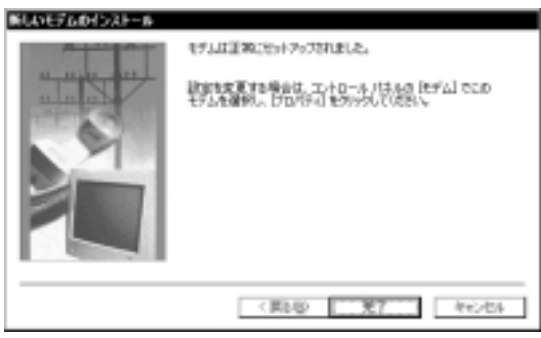 新しいモデムのインストール
モデムは正常にセットアップされました。
設定を変更する場合は、コントロール パネルの [モデム] でこの
モデムを選択し、[プロパティ] をクリックしてください。
< 戻る(B)
完了
キャンセル